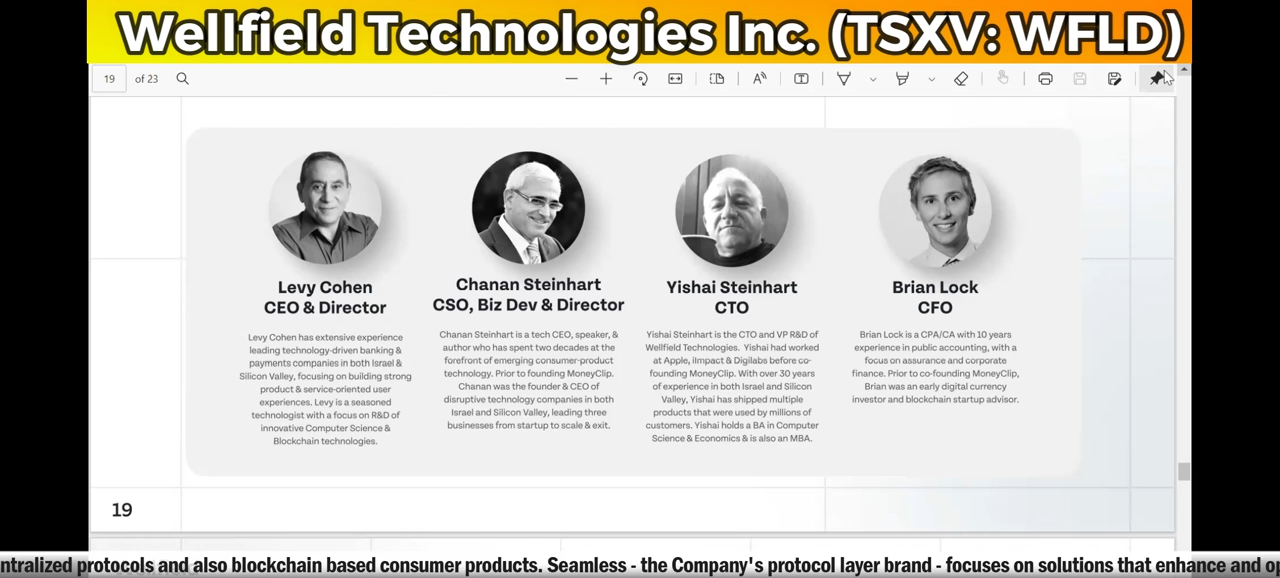 Wellfield Technologies Inc. (TSXV: WFLD)
19 of 23
Levy Cohen
CEO & Director
Levy Cohen has extensive experience
leading technology-driven banking &
payments companies in both Israel &
Silicon Valley, focusing on building strong
product & service-oriented user
experiences. Levy is a seasoned
technologist with a focus on R&D of
innovative Computer Science &
Blockchain technologies.
Chanan Steinhart
CSO, Biz Dev & Director
Chanan Steinhart is a tech CEO, speaker, &
author who has spent two decades at the
forefront of emerging consumer-product
technology. Prior to founding MoneyClip.
Chanan was the founder & CEO of
disruptive technology companies in both
Israel and Silicon Valley, leading three
businesses from startup to scale & exit.
Yishai Steinhart
CTO
Yishai Steinhart is the CTO and VP R&D of
Wellfield Technologies. Yishai had worked
at Apple, iImpact & Digilabs before co-
founding MoneyClip. With over 30 years
of experience in both Israel and Silicon
Valley, Yishai has shipped multiple
products that were used by millions of
customers. Yishai holds a BA in Computer
Science & Economics & is also an MBA.
Brian Lock
CFO
Brian Lock is a CPA/CA with 10 years
experience in public accounting, with a
focus on assurance and corporate
finance. Prior to co-founding MoneyClip,
Brian was an early digital currency
investor and blockchain startup advisor.
19
ntralized protocols and also blockchain based consumer products. Seamless - the Company's protocol layer brand - focuses on solutions that enhance and op